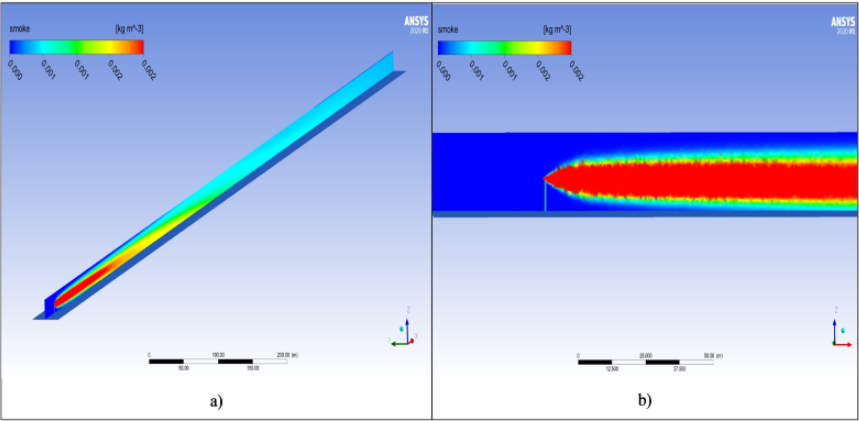 smoke [kg m^-3]
0.000 0.001 0.001 0.002 0.002
ANSYS
2020 R1
Z
0 100.00 200.00 (m)
50.00 150.00
a)
smoke [kg m^-3]
0.000 0.001 0.001 0.002 0.002
ANSYS
2020 R1
Z
0 25.000 50.00 (m)
12.500 37.500
b)